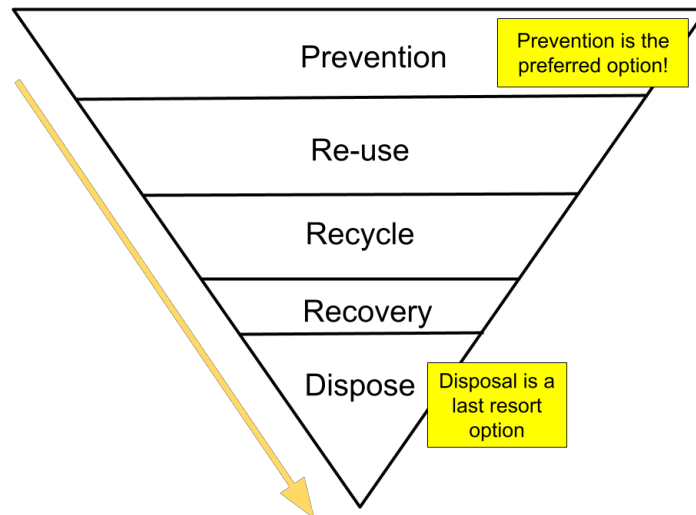 Prevention
Prevention is the
preferred option!
Re-use
Recycle
Recovery
Dispose
Disposal is a
last resort
option